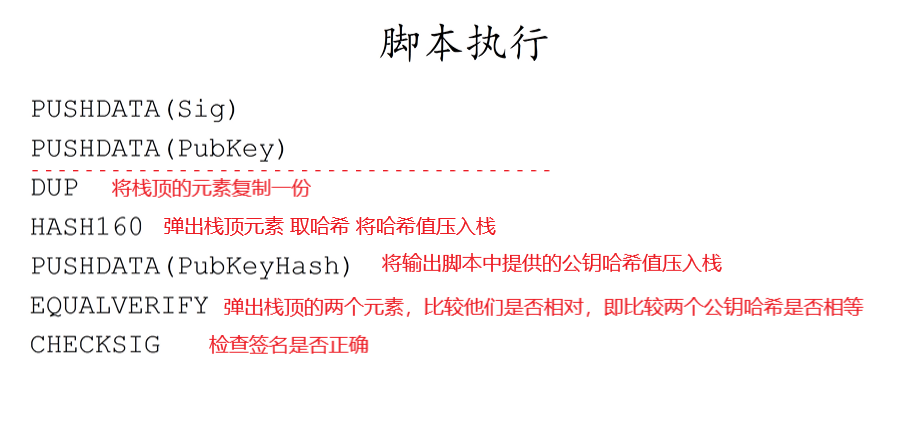 脚本执行
PUSHDATA(Sig)
PUSHDATA(PubKey)
DUP 将栈顶的元素复制一份
HASH160 弹出栈顶元素 取哈希 将哈希值压入栈
PUSHDATA(PubKeyHash) 将输出脚本中提供的公钥哈希值压入栈
EQUALVERIFY 弹出栈顶的两个元素，比较他们是否相对，即比较两个公钥哈希是否相等
CHECKSIG 检查签名是否正确